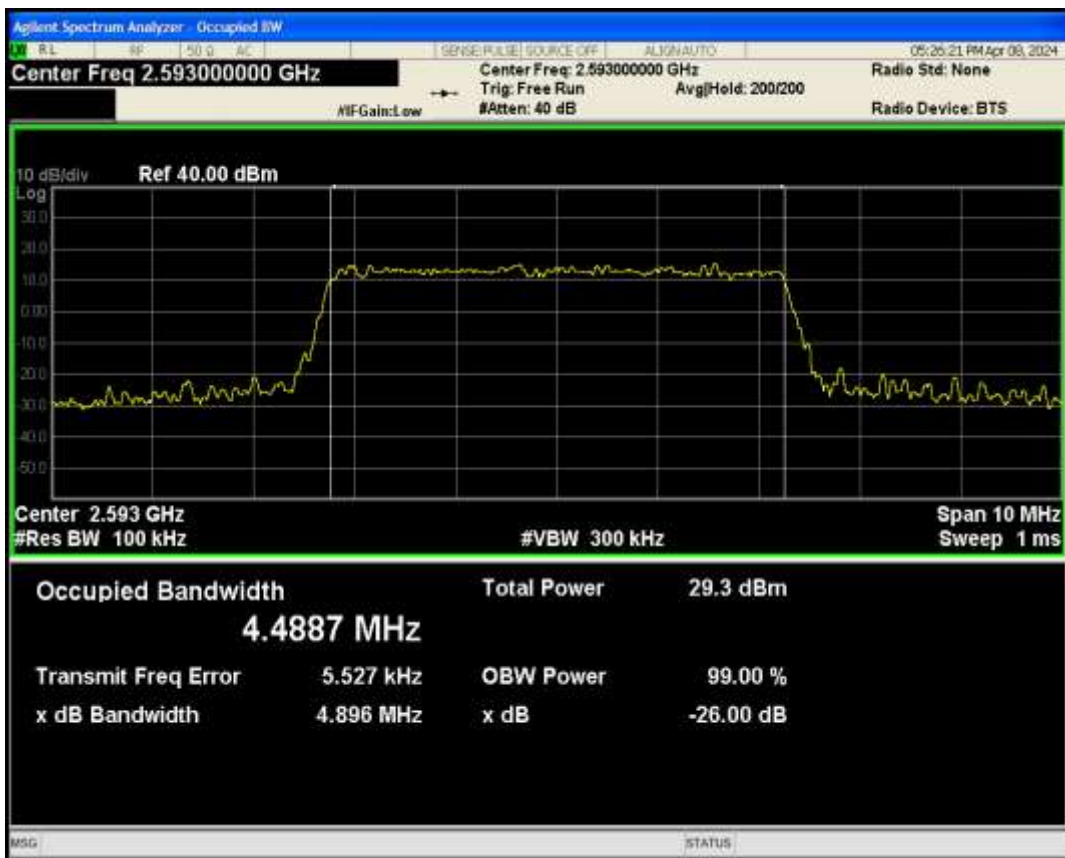 Agilent Spectrum Analyzer - Occupied BW
RL RF 50 Ω AC SENSE:PULSE SOURCE OFF ALIGN AUTO 05:26:21 PM Apr 08, 2024
Center Freq 2.593000000 GHz Center Freq: 2.593000000 GHz Radio Std: None
Trig: Free Run Avg|Hold: 200/200
#IFGain:Low #Atten: 40 dB Radio Device: BTS
10 dB/div Ref 40.00 dBm
Log
30.0
20.0
10.0
0.00
-10.0
-20.0
-30.0
-40.0
-50.0
Center 2.593 GHz Span 10 MHz
#Res BW 100 kHz #VBW 300 kHz Sweep 1 ms
Occupied Bandwidth Total Power 29.3 dBm
4.4887 MHz
Transmit Freq Error 5.527 kHz OBW Power 99.00 %
x dB Bandwidth 4.896 MHz x dB -26.00 dB
MSG STATUS